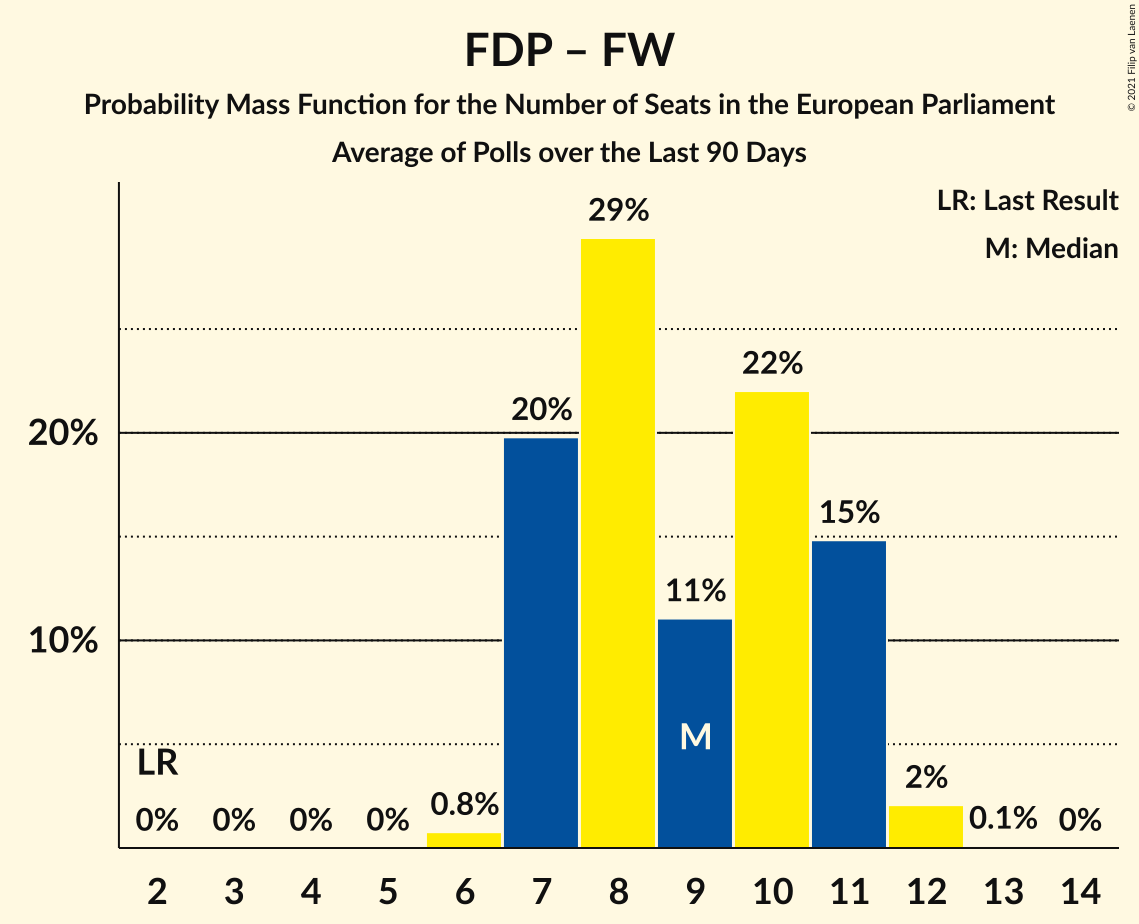 FDP – FW
Probability Mass Function for the Number of Seats in the European Parliament
Average of Polls over the Last 90 Days
© 2021 Filip van Laenen
LR: Last Result
M: Median
29%
22%
20%
20%
15%
11%
10%
M
LR
2%
0.8%
0% 0% 0% 0% 0.1% 0%
2 3 4 5 6 7 8 9 10 11 12 13 14